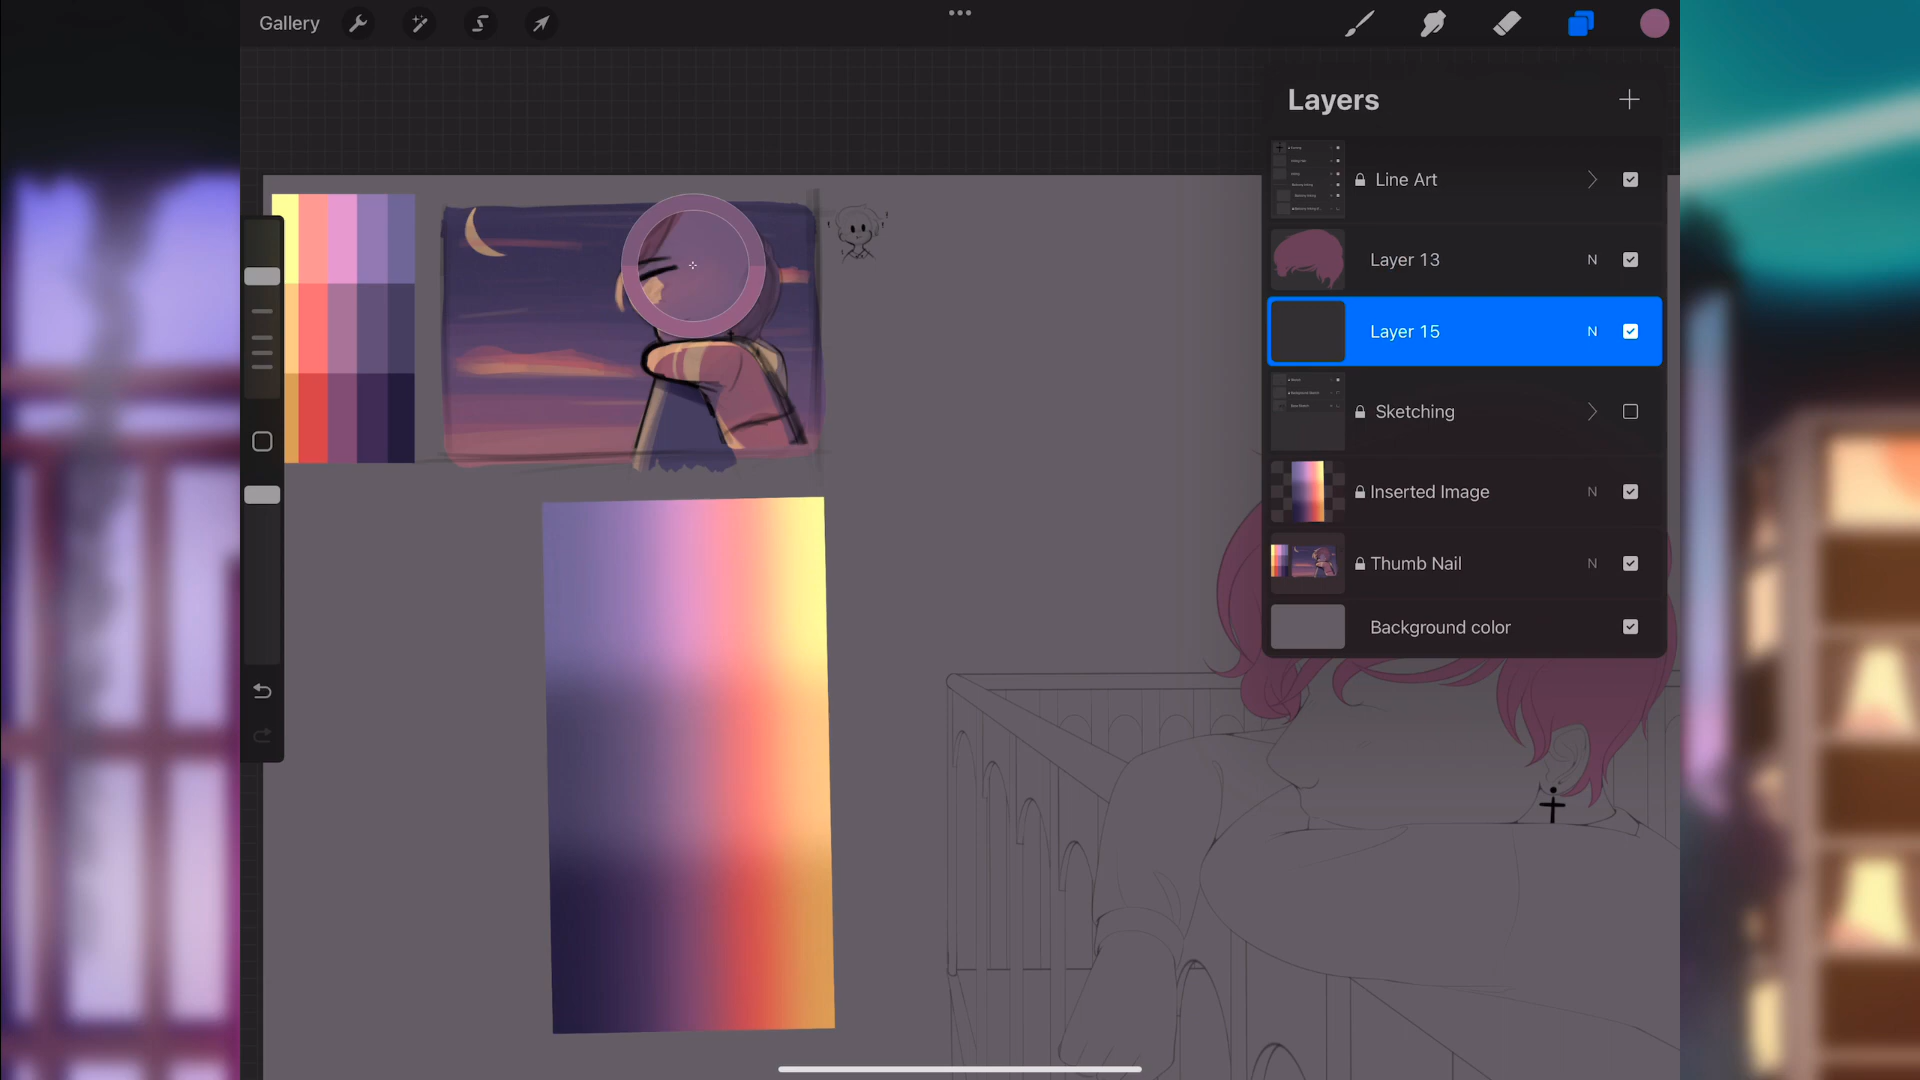 Gallery
Layers
Line Art
Layer 13 N
Layer 15 N
Sketching
Inserted Image N
Thumb Nail N
Background color